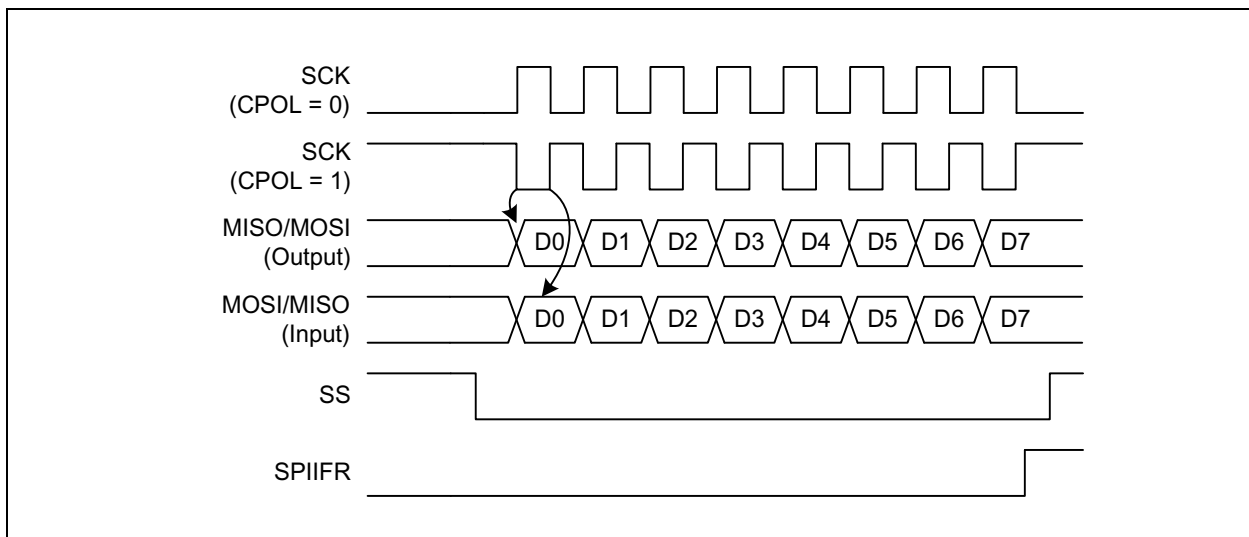 SCK
(CPOL = 0)
SCK
(CPOL = 1)
MISO/MOSI
(Output)
D0 D1 D2 D3 D4 D5 D6 D7
MOSI/MISO
(Input)
D0 D1 D2 D3 D4 D5 D6 D7
SS
SPIIFR